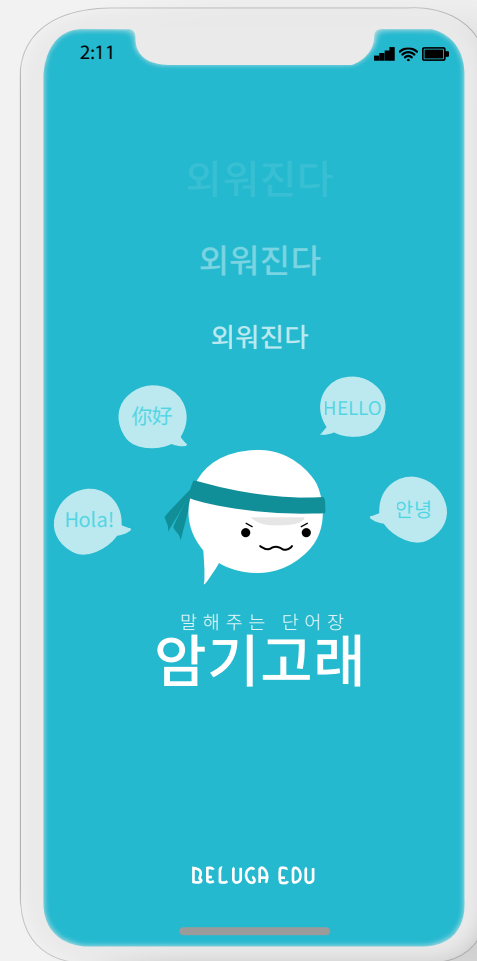 2:11
외워진다
외워진다
외워진다
你好
HELLO
Hola!
안녕
말해주는 단어장
암기고래
BELUGA EDU